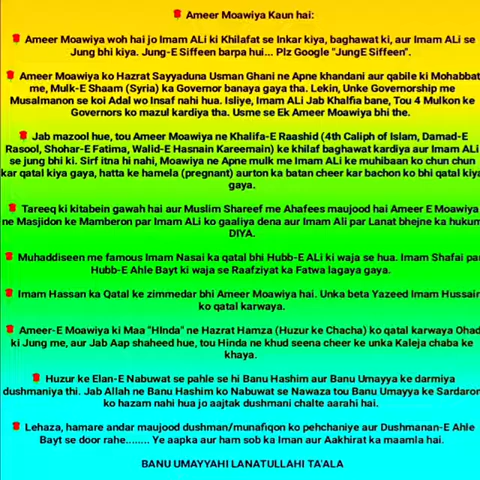 Ameer Moawiya Kaun hai:
Ameer Moawiya woh hai jo Imam ALi ki Khilafat se Inkar kiya, baghawat ki, aur Imam ALi se
Jung bhi kiya. Jung-E Siffeen barpa hui... Plz Google "JungE Siffeen".
Ameer Moawiya ko Hazrat Sayyaduna Usman Ghani ne Apne khandani aur qabile ki Mohabbat
me, Mulk-E Shaam (Syria) ka Governor banaya gaya tha. Lekin, Unke Governorship me
Musalmanon se koi Adal wo Insaf nahi hua. Isliye, Imam ALi Jab Khalfia bane, Tou 4 Mulkon ke
Governors ko mazul kardiya tha. Usme se Ek Ameer Moawiya bhi the.
Jab mazool hue, tou Ameer Moawiya ne Khalifa-E Raashid (4th Caliph of Islam, Damad-E
Rasool, Shohar-E Fatima, Walid-E Hasnain Kareemain) ke khilaf baghawat kardiya aur Imam ALi
se jung bhi ki. Sirf itna hi nahi, Moawiya ne Apne mulk me Imam ALi ke muhibaan ko chun chun
kar qatal kiya gaya, hatta ke hamela (pregnant) aurton ka batan cheer kar bachon ko bhi qatal kiya
gaya.
Tareeq ki kitabein gawah hai aur Muslim Shareef me Ahafees maujood hai Ameer E Moawiya
ne Masjidon ke Mamberon par Imam ALi ko gaaliya dena aur Imam Ali par Lanat bhejne ka hukum
DIYA.
Muhaddiseen me famous Imam Nasai ka qatal bhi Hubb-E ALi ki waja se hua. Imam Shafai par
Hubb-E Ahle Bayt ki waja se Raafziyat ka Fatwa lagaya gaya.
Imam Hassan ka Qatal ke zimmedar bhi Ameer Moawiya hai. Unka beta Yazeed Imam Hussain
ko qatal karwaya.
Ameer-E Moawiya ki Maa "HInda" ne Hazrat Hamza (Huzur ke Chacha) ko qatal karwaya Ohad
ki Jung me, aur Jab Aap shaheed hue, tou Hinda ne khud seena cheer ke unka Kaleja chaba ke
khaya.
Huzur ke Elan-E Nabuwat se pahle se hi Banu Hashim aur Banu Umayya ke darmiya
dushmaniya thi. Jab Allah ne Banu Hashim ko Nabuwat se Nawaza tou Banu Umayya ke Sardaron
ko hazam nahi hua jo aajtak dushmani chalte aarahi hai.
Lehaza, hamare andar maujood dushman/munafiqon ko pehchaniye aur Dushmanan-E Ahle
Bayt se door rahe........ Ye aapka aur ham sob ka Iman aur Aakhirat ka maamla hai.
BANU UMAYYAHI LANATULLAHI TA'ALA